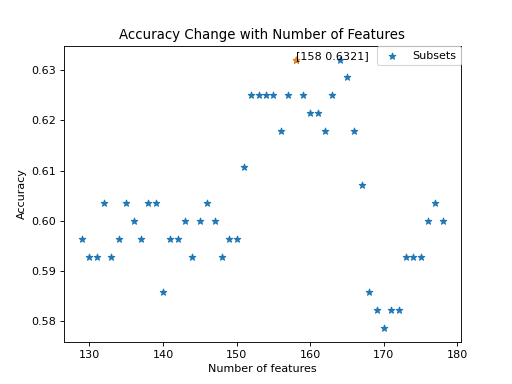 Accuracy Change with Number of Features
[158 0.6321]
Subsets
0.63
0.62
0.61
0.60
0.59
0.58
Accuracy
130 140 150 160 170 180
Number of features